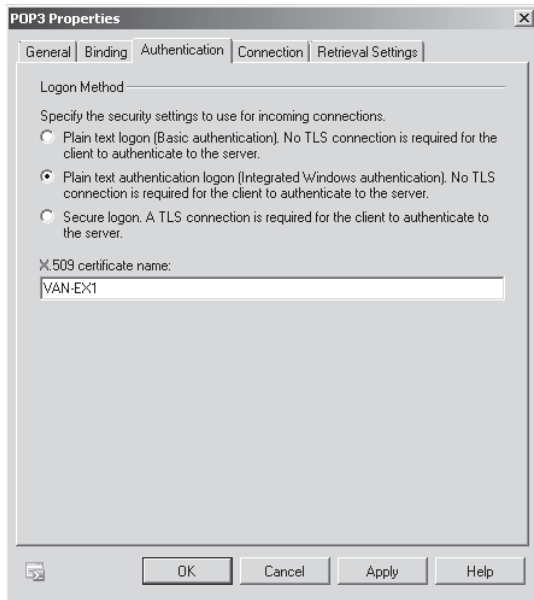 POP3 Properties
General Binding Authentication Connection Retrieval Settings
Logon Method
Specify the security settings to use for incoming connections.
Plain text logon (Basic authentication). No TLS connection is required for the
client to authenticate to the server.
Plain text authentication logon (Integrated Windows authentication). No TLS
connection is required for the client to authenticate to the server.
Secure logon. A TLS connection is required for the client to authenticate to
the server.
X.509 certificate name:
VAN-EX1
OK Cancel Apply Help